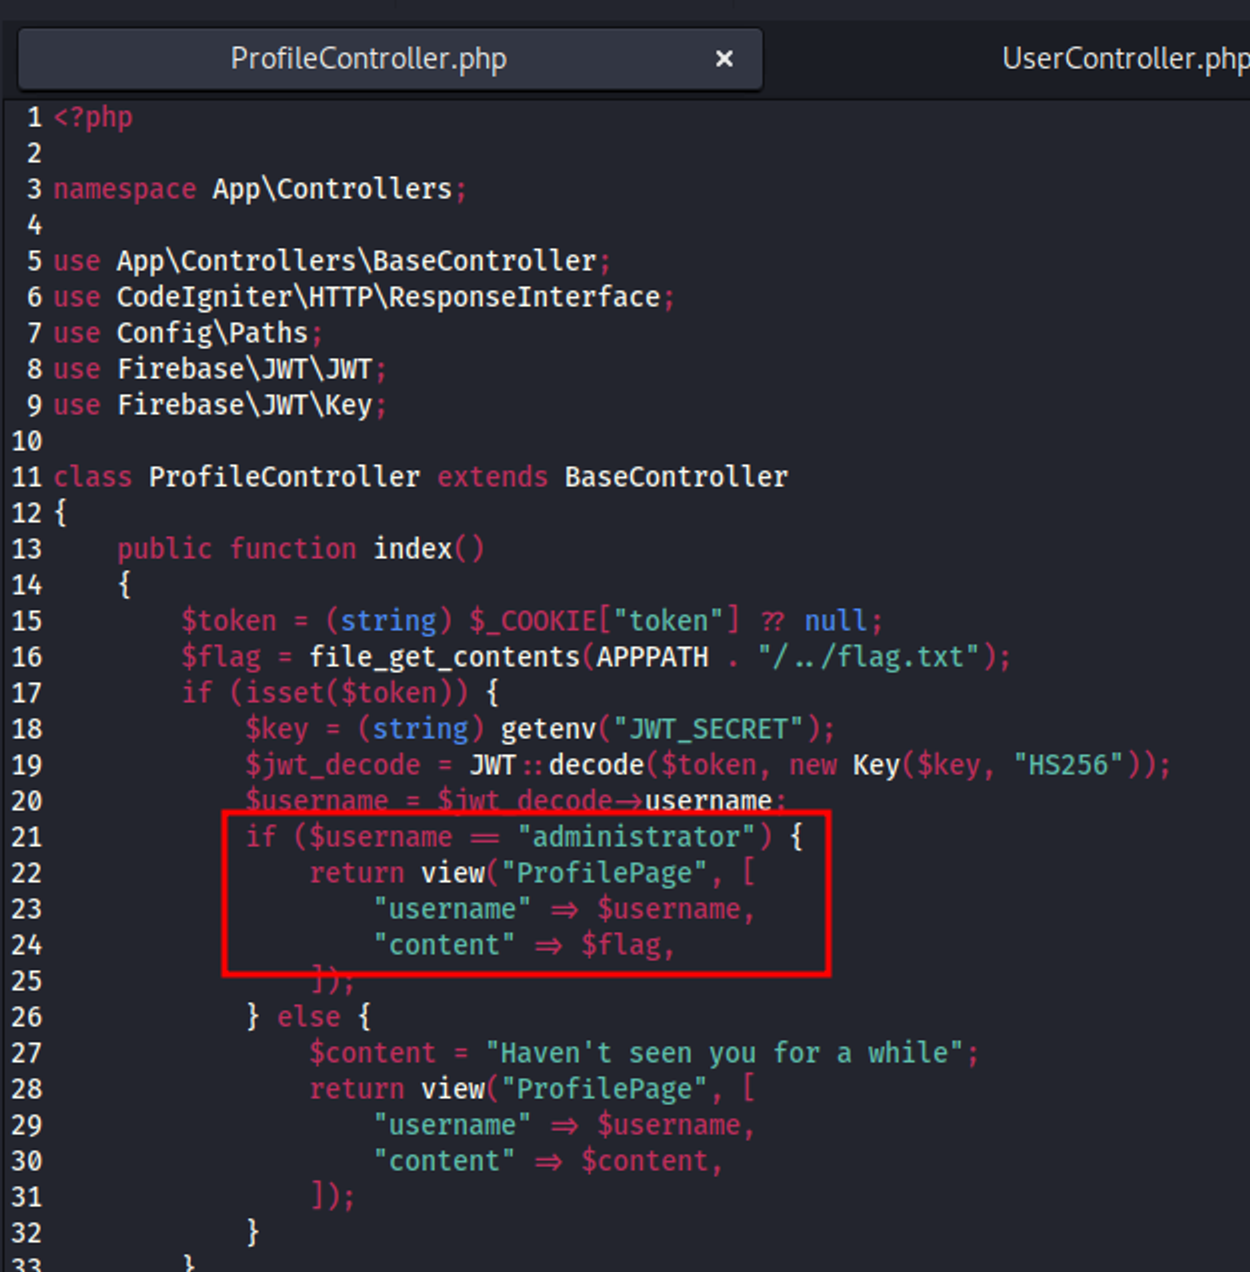 ProfileController.php × UserController.php
1 <?php
2
3 namespace App\Controllers;
4
5 use App\Controllers\BaseController;
6 use CodeIgniter\HTTP\ResponseInterface;
7 use Config\Paths;
8 use Firebase\JWT\JWT;
9 use Firebase\JWT\Key;
10
11 class ProfileController extends BaseController
12 {
13     public function index()
14     {
15         $token = (string) $_COOKIE["token"] ?? null;
16         $flag = file_get_contents(APPPATH . "/../flag.txt");
17         if (isset($token)) {
18             $key = (string) getenv("JWT_SECRET");
19             $jwt_decode = JWT::decode($token, new Key($key, "HS256"));
20             $username = $jwt_decode->username;
21             if ($username == "administrator") {
22                 return view("ProfilePage", [
23                     "username" => $username,
24                     "content" => $flag,
25                 ]);
26             } else {
27                 $content = "Haven't seen you for a while";
28                 return view("ProfilePage", [
29                     "username" => $username,
30                     "content" => $content,
31                 ]);
32             }
33         }